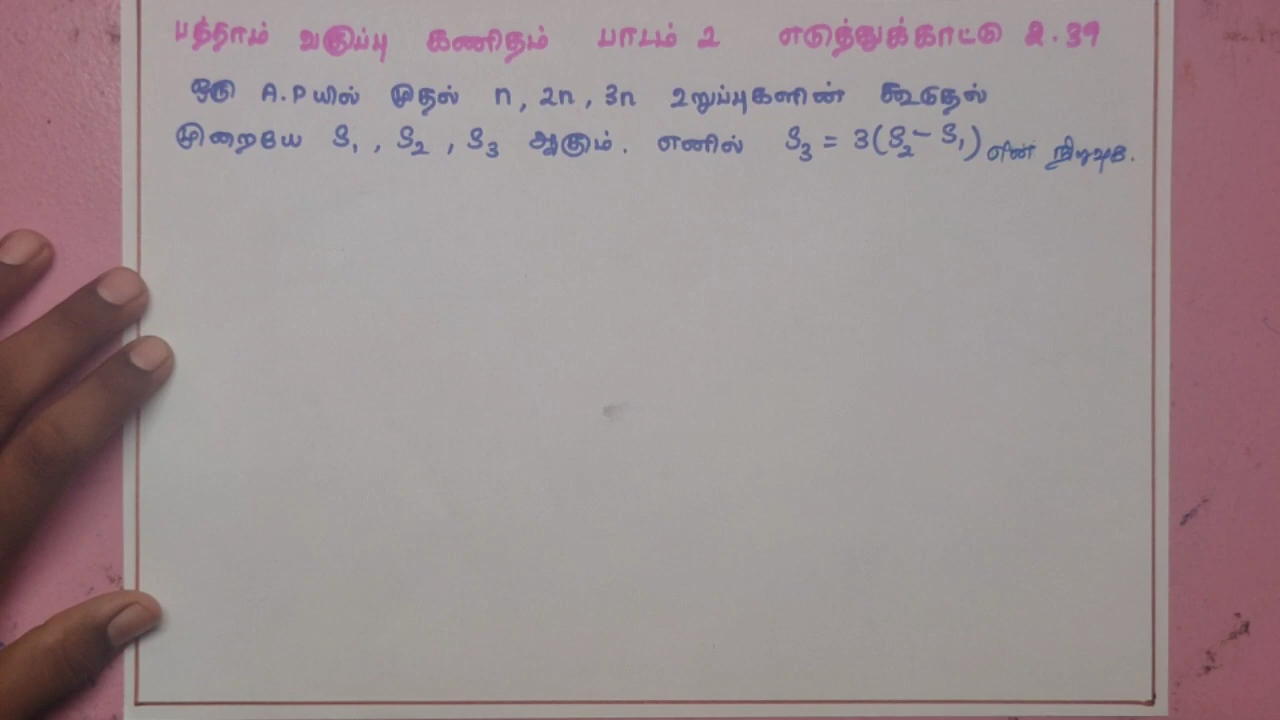 பத்தாம் வகுப்பு கணிதம் பாடம் 2 எடுத்துக்காட்டு 2.39
ஒரு A.P யில் முதல் n, 2n, 3n உறுப்புகளின் கூடுதல்
முறையே S₁, S₂, S₃ ஆகும். எனில் S₃ = 3(S₂ - S₁) என நிறுவுக.